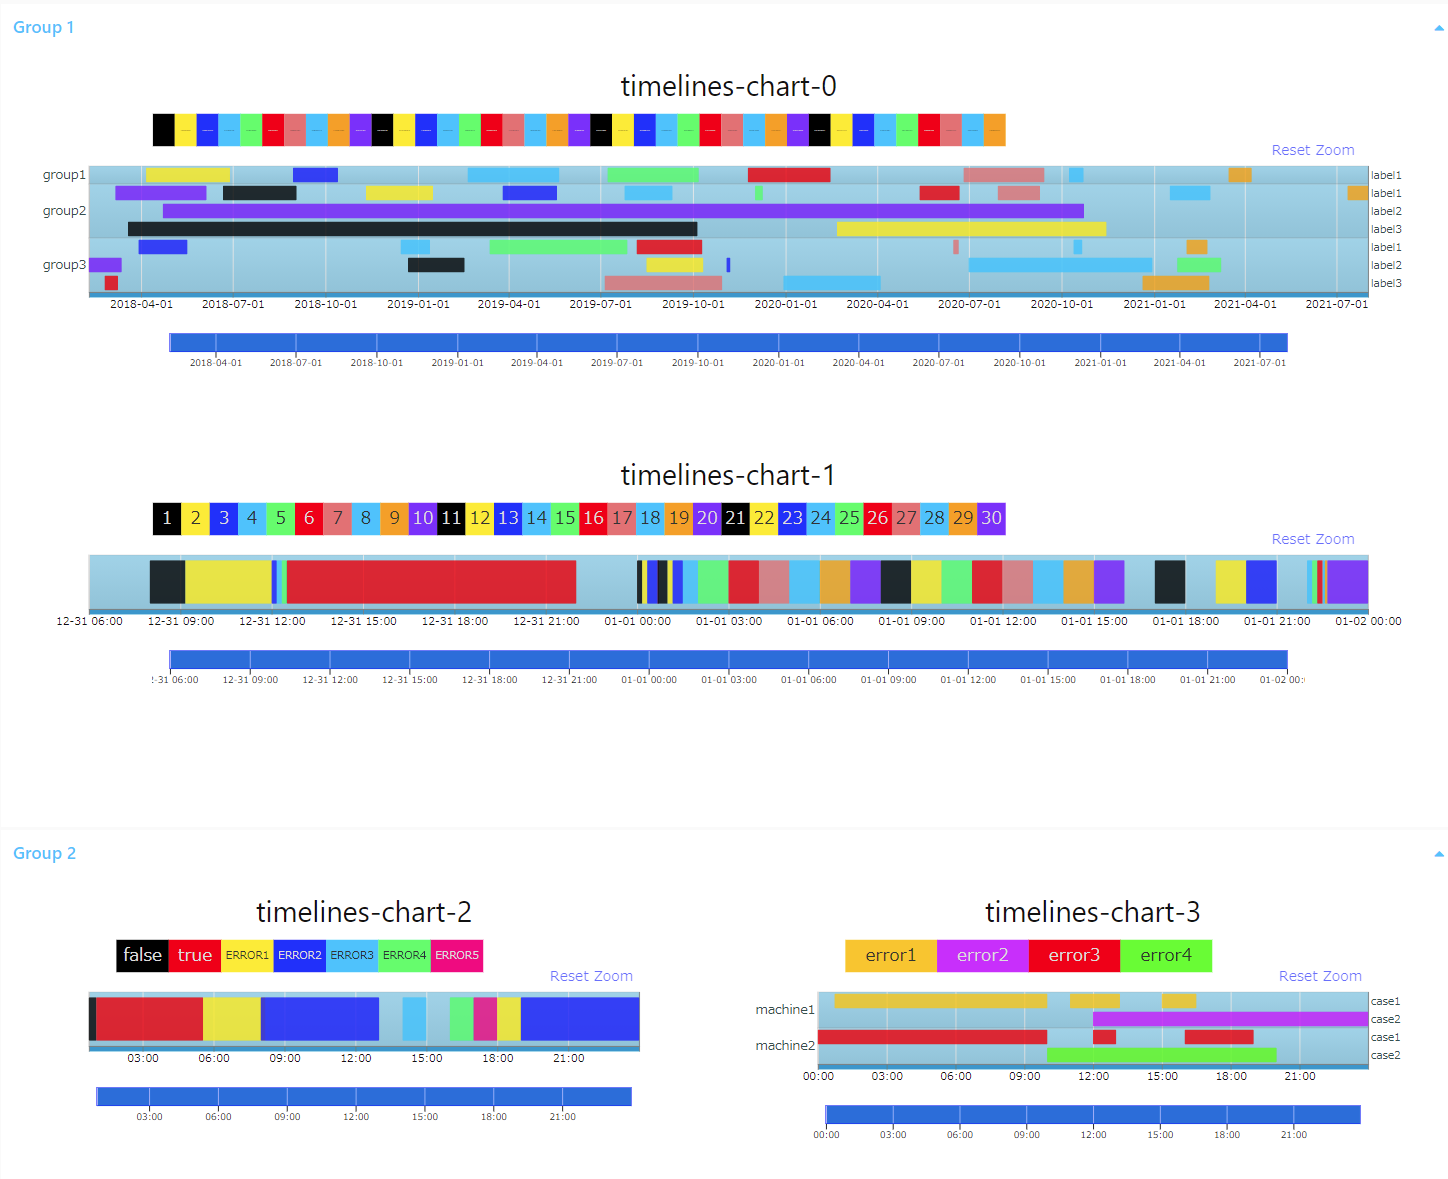 Group 1
timelines-chart-0
Reset Zoom
group1 label1
label1
group2 label2
label3
label1
group3 label2
label3
2018-04-01 2018-07-01 2018-10-01 2019-01-01 2019-04-01 2019-07-01 2019-10-01 2020-01-01 2020-04-01 2020-07-01 2020-10-01 2021-01-01 2021-04-01 2021-07-01
2018-04-01 2018-07-01 2018-10-01 2019-01-01 2019-04-01 2019-07-01 2019-10-01 2020-01-01 2020-04-01 2020-07-01 2020-10-01 2021-01-01 2021-04-01 2021-07-01
timelines-chart-1
1 2 3 4 5 6 7 8 9 10 11 12 13 14 15 16 17 18 19 20 21 22 23 24 25 26 27 28 29 30
Reset Zoom
12-31 06:00 12-31 09:00 12-31 12:00 12-31 15:00 12-31 18:00 12-31 21:00 01-01 00:00 01-01 03:00 01-01 06:00 01-01 09:00 01-01 12:00 01-01 15:00 01-01 18:00 01-01 21:00 01-02 00:00
-31 06:00 12-31 09:00 12-31 12:00 12-31 15:00 12-31 18:00 12-31 21:00 01-01 00:00 01-01 03:00 01-01 06:00 01-01 09:00 01-01 12:00 01-01 15:00 01-01 18:00 01-01 21:00 01-02 00:
Group 2
timelines-chart-2
false true ERROR1 ERROR2 ERROR3 ERROR4 ERROR5
Reset Zoom
03:00 06:00 09:00 12:00 15:00 18:00 21:00
03:00 06:00 09:00 12:00 15:00 18:00 21:00
timelines-chart-3
error1 error2 error3 error4
Reset Zoom
machine1 case1
case2
machine2 case1
case2
00:00 03:00 06:00 09:00 12:00 15:00 18:00 21:00
00:00 03:00 06:00 09:00 12:00 15:00 18:00 21:00